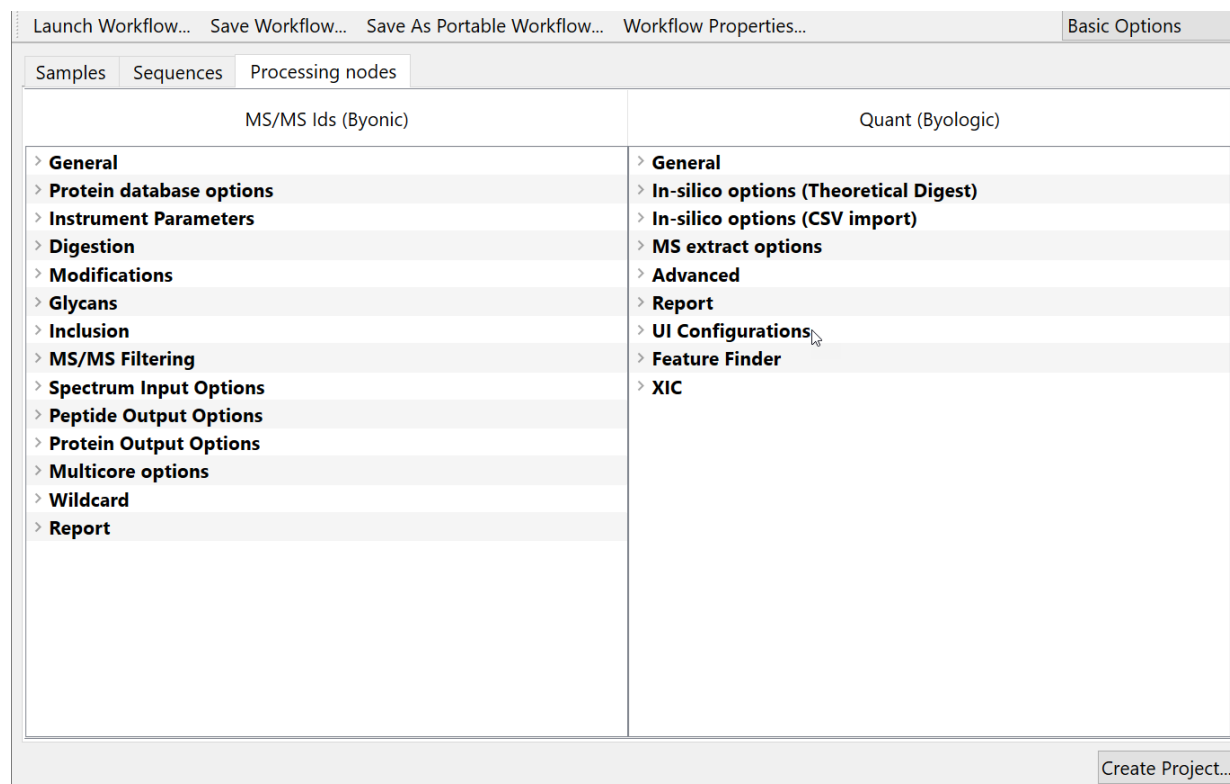 Launch Workflow... Save Workflow... Save As Portable Workflow... Workflow Properties... Basic Options
Samples Sequences Processing nodes
MS/MS Ids (Byonic)
General
Protein database options
Instrument Parameters
Digestion
Modifications
Glycans
Inclusion
MS/MS Filtering
Spectrum Input Options
Peptide Output Options
Protein Output Options
Multicore options
Wildcard
Report
Quant (Byologic)
General
In-silico options (Theoretical Digest)
In-silico options (CSV import)
MS extract options
Advanced
Report
UI Configurations
Feature Finder
XIC
Create Project...